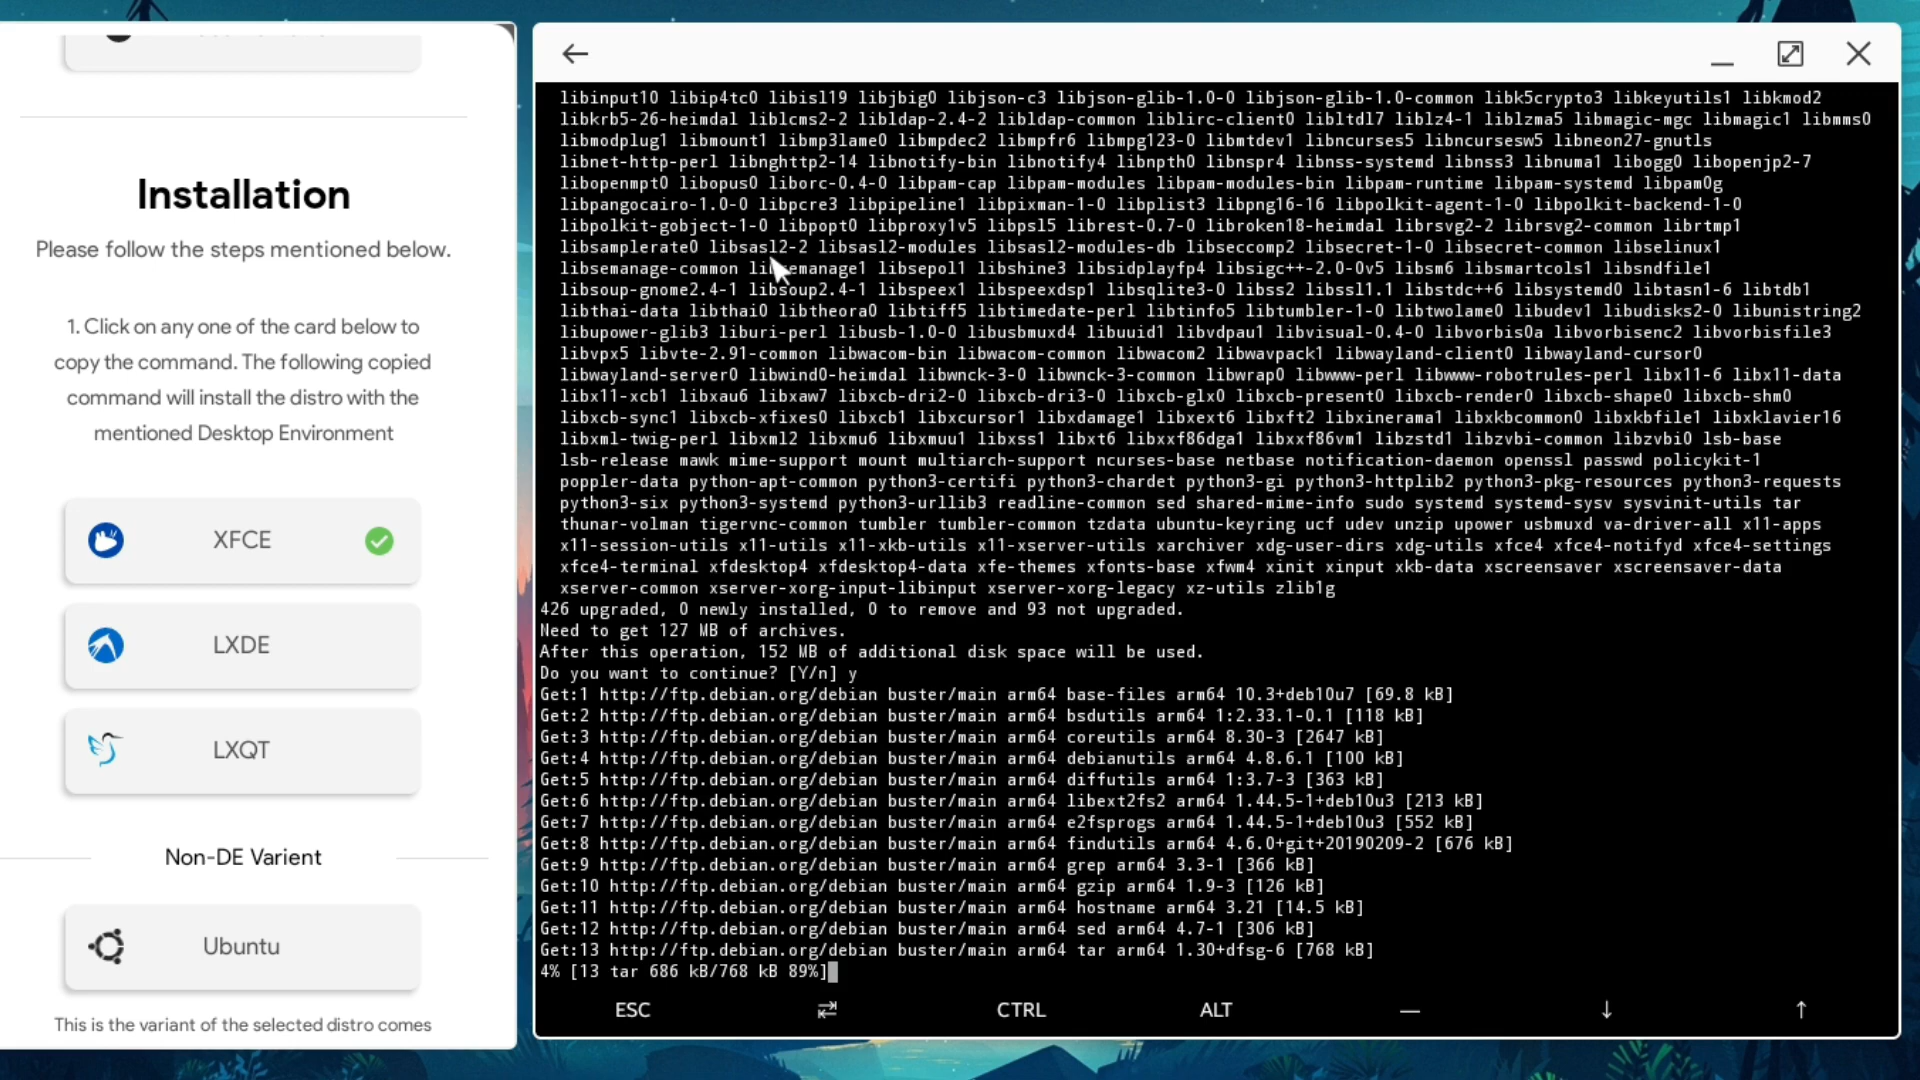 Installation
Please follow the steps mentioned below.
1. Click on any one of the card below to
copy the command. The following copied
command will install the distro with the
mentioned Desktop Environment
XFCE
LXDE
LXQT
Non-DE Varient
Ubuntu
This is the variant of the selected distro comes
libinput10 libip4tc0 libisl19 libjbig0 libjson-c3 libjson-glib-1.0-0 libjson-glib-1.0-common libk5crypto3 libkeyutils1 libkmod2
libkrb5-26-heimdal liblcms2-2 libldap-2.4-2 libldap-common liblirc-client0 libltdl7 liblz4-1 liblzma5 libmagic-mgc libmagic1 libmms0
libmodplug1 libmount1 libmp3lame0 libmpdec2 libmpfr6 libmpg123-0 libmtdev1 libncurses5 libncursesw5 libneon27-gnutls
libnet-http-perl libnghttp2-14 libnotify-bin libnotify4 libnpth0 libnspr4 libnss-systemd libnss3 libnuma1 libogg0 libopenjp2-7
libopenmpt0 libopus0 liborc-0.4-0 libpam-cap libpam-modules libpam-modules-bin libpam-runtime libpam-systemd libpam0g
libpangocairo-1.0-0 libpcre3 libpipeline1 libpixman-1-0 libplist3 libpng16-16 libpolkit-agent-1-0 libpolkit-backend-1-0
libpolkit-gobject-1-0 libpopt0 libproxy1v5 libpsl5 librest-0.7-0 libroken18-heimdal librsvg2-2 librsvg2-common librtmp1
libsamplerate0 libsasl2-2 libsasl2-modules libsasl2-modules-db libseccomp2 libsecret-1-0 libsecret-common libselinux1
libsemanage-common libsemanage1 libsepol1 libshine3 libsidplayfp4 libsigc++-2.0-0v5 libsm6 libsmartcols1 libsndfile1
libsoup-gnome2.4-1 libsoup2.4-1 libspeex1 libspeexdsp1 libsqlite3-0 libss2 libssl1.1 libstdc++6 libsystemd0 libtasn1-6 libtdb1
libthai-data libthai0 libtheora0 libtiff5 libtimedate-perl libtinfo5 libtumbler-1-0 libtwolame0 libudev1 libudisks2-0 libunistring2
libupower-glib3 liburi-perl libusb-1.0-0 libusbmuxd4 libuuid1 libvdpau1 libvisual-0.4-0 libvorbis0a libvorbisenc2 libvorbisfile3
libvpx5 libvte-2.91-common libwacom-bin libwacom-common libwacom2 libwavpack1 libwayland-client0 libwayland-cursor0
libwayland-server0 libwind0-heimdal libwnck-3-0 libwnck-3-common libwrap0 libwww-perl libwww-robotrules-perl libx11-6 libx11-data
libx11-xcb1 libxau6 libxaw7 libxcb-dri2-0 libxcb-dri3-0 libxcb-glx0 libxcb-present0 libxcb-render0 libxcb-shape0 libxcb-shm0
libxcb-sync1 libxcb-xfixes0 libxcb1 libxcursor1 libxdamage1 libxext6 libxft2 libxinerama1 libxkbcommon0 libxkbfile1 libxklavier16
libxml-twig-perl libxml2 libxmu6 libxmuu1 libxss1 libxt6 libxxf86dga1 libxxf86vm1 libzstd1 libzvbi-common libzvbi0 lsb-base
lsb-release mawk mime-support mount multiarch-support ncurses-base netbase notification-daemon openssl passwd policykit-1
poppler-data python-apt-common python3-certifi python3-chardet python3-gi python3-httplib2 python3-pkg-resources python3-requests
python3-six python3-systemd python3-urllib3 readline-common sed shared-mime-info sudo systemd systemd-sysv sysvinit-utils tar
thunar-volman tigervnc-common tumbler tumbler-common tzdata ubuntu-keyring ucf udev unzip upower usbmuxd va-driver-all x11-apps
x11-session-utils x11-utils x11-xkb-utils x11-xserver-utils xarchiver xdg-user-dirs xdg-utils xfce4 xfce4-notifyd xfce4-settings
xfce4-terminal xfdesktop4 xfdesktop4-data xfe-themes xfonts-base xfwm4 xinit xinput xkb-data xscreensaver xscreensaver-data
xserver-common xserver-xorg-input-libinput xserver-xorg-legacy xz-utils zlib1g
426 upgraded, 0 newly installed, 0 to remove and 93 not upgraded.
Need to get 127 MB of archives.
After this operation, 152 MB of additional disk space will be used.
Do you want to continue? [Y/n] y
Get:1 http://ftp.debian.org/debian buster/main arm64 base-files arm64 10.3+deb10u7 [69.8 kB]
Get:2 http://ftp.debian.org/debian buster/main arm64 bsdutils arm64 1:2.33.1-0.1 [118 kB]
Get:3 http://ftp.debian.org/debian buster/main arm64 coreutils arm64 8.30-3 [2647 kB]
Get:4 http://ftp.debian.org/debian buster/main arm64 debianutils arm64 4.8.6.1 [100 kB]
Get:5 http://ftp.debian.org/debian buster/main arm64 diffutils arm64 1:3.7-3 [363 kB]
Get:6 http://ftp.debian.org/debian buster/main arm64 libext2fs2 arm64 1.44.5-1+deb10u3 [213 kB]
Get:7 http://ftp.debian.org/debian buster/main arm64 e2fsprogs arm64 1.44.5-1+deb10u3 [552 kB]
Get:8 http://ftp.debian.org/debian buster/main arm64 findutils arm64 4.6.0+git+20190209-2 [676 kB]
Get:9 http://ftp.debian.org/debian buster/main arm64 grep arm64 3.3-1 [366 kB]
Get:10 http://ftp.debian.org/debian buster/main arm64 gzip arm64 1.9-3 [126 kB]
Get:11 http://ftp.debian.org/debian buster/main arm64 hostname arm64 3.21 [14.5 kB]
Get:12 http://ftp.debian.org/debian buster/main arm64 sed arm64 4.7-1 [306 kB]
Get:13 http://ftp.debian.org/debian buster/main arm64 tar arm64 1.30+dfsg-6 [768 kB]
4% [13 tar 686 kB/768 kB 89%]
ESC ⇄ CTRL ALT — ↓ ↑